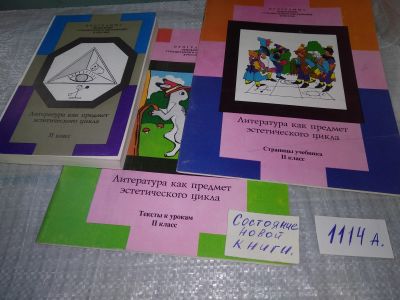 ПРОГРАММА
Литература как предмет
эстетического цикла
II класс
Литература как предмет
эстетического цикла
Страницы учебника
II класс
Литература как предмет
эстетического цикла
Тексты к урокам
II класс
Состояние
новой
книги.
1114 А.